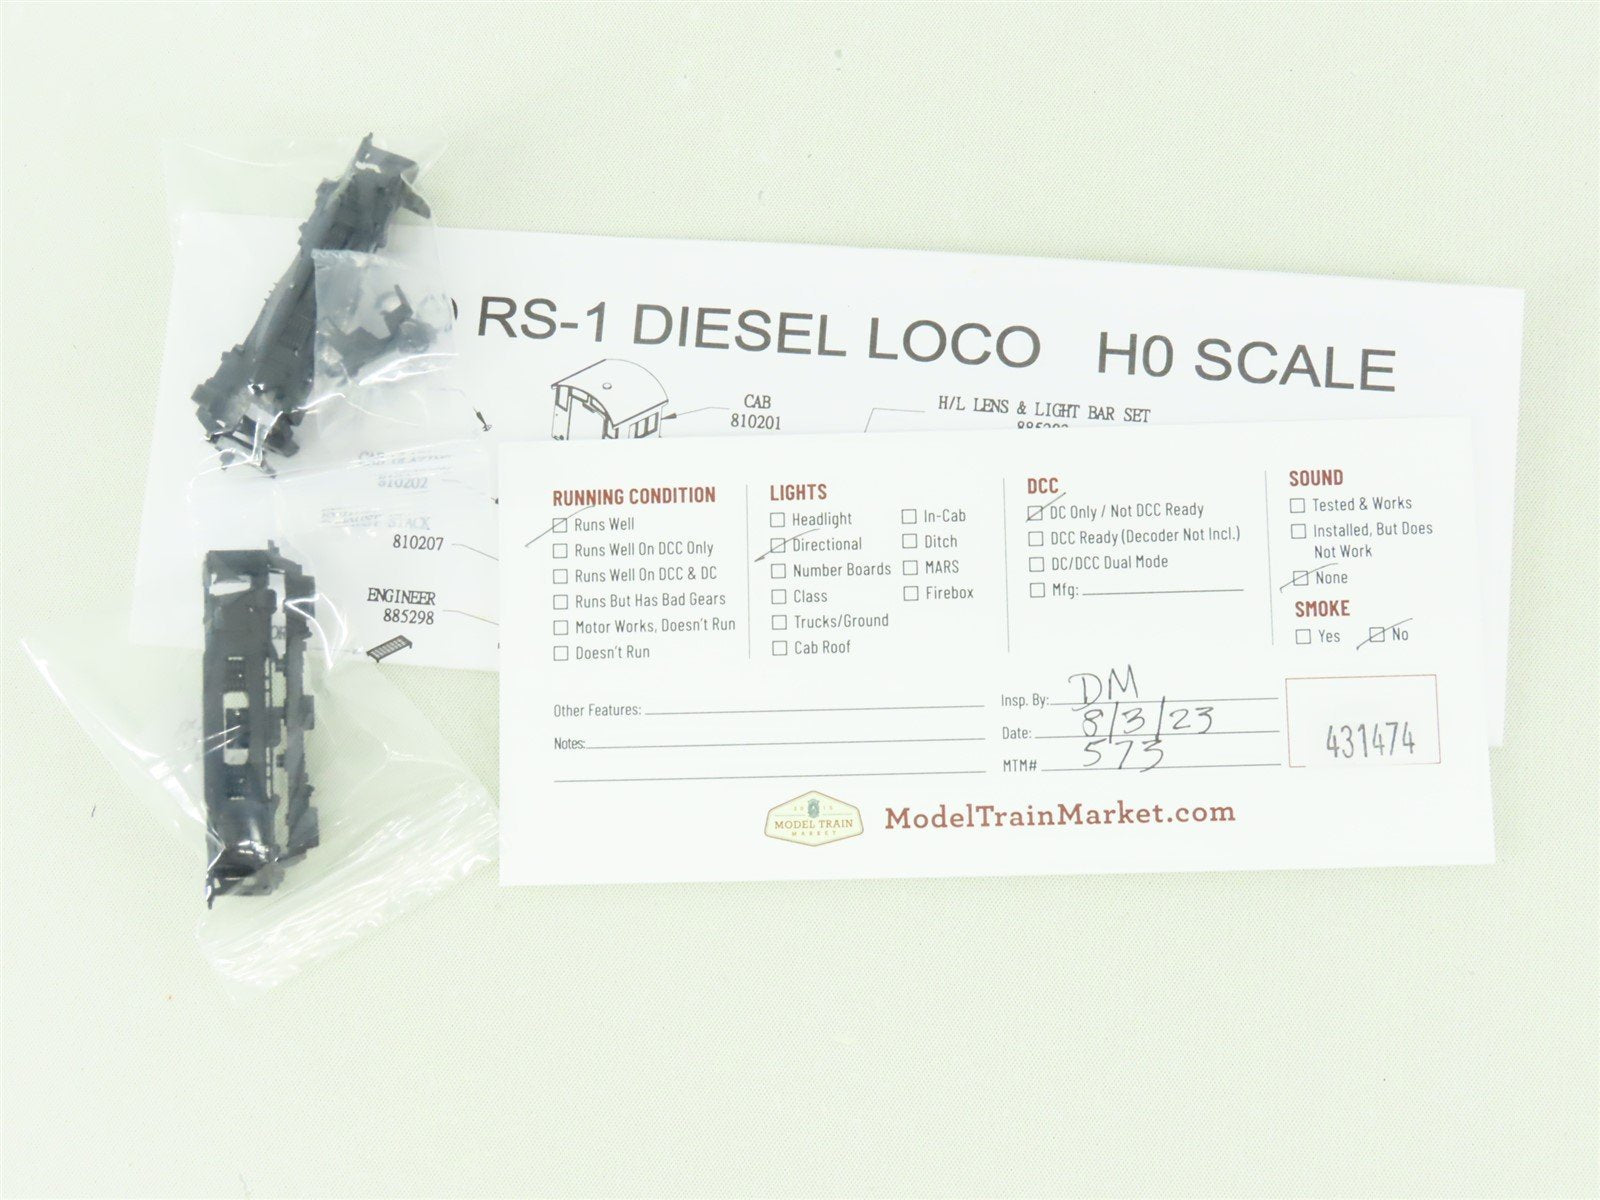 RS-1 DIESEL LOCO H0 SCALE
CAB
810201
H/L LENS & LIGHT BAR SET
810202
STACK
810207
ENGINEER
885298
RUNNING CONDITION
Runs Well
Runs Well On DCC Only
Runs Well On DCC & DC
Runs But Has Bad Gears
Motor Works, Doesn't Run
Doesn't Run
LIGHTS
Headlight
Directional
Number Boards
Class
Trucks/Ground
Cab Roof
In-Cab
Ditch
MARS
Firebox
DCC
DC Only / Not DCC Ready
DCC Ready (Decoder Not Incl.)
DC/DCC Dual Mode
Mfg:
SOUND
Tested & Works
Installed, But Does
Not Work
None
SMOKE
Yes No
Other Features:
Notes:
Insp. By: DM
Date: 8/3/23
MTM# 573
431474
2015
MODEL TRAIN
MARKET
ModelTrainMarket.com